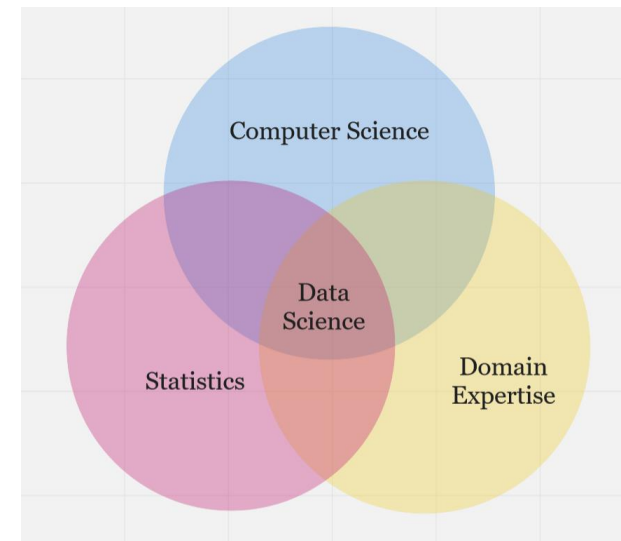 Computer Science
Data
Science
Statistics
Domain
Expertise